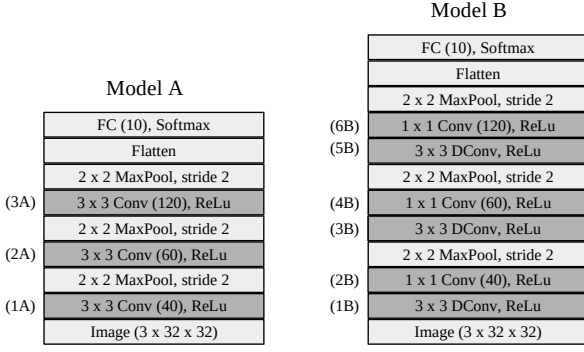 Model A
FC (10), Softmax
Flatten
2 x 2 MaxPool, stride 2
(3A) 3 x 3 Conv (120), ReLu
2 x 2 MaxPool, stride 2
(2A) 3 x 3 Conv (60), ReLu
2 x 2 MaxPool, stride 2
(1A) 3 x 3 Conv (40), ReLu
Image (3 x 32 x 32)
Model B
FC (10), Softmax
Flatten
2 x 2 MaxPool, stride 2
(6B) 1 x 1 Conv (120), ReLu
(5B) 3 x 3 DConv, ReLu
2 x 2 MaxPool, stride 2
(4B) 1 x 1 Conv (60), ReLu
(3B) 3 x 3 DConv, ReLu
2 x 2 MaxPool, stride 2
(2B) 1 x 1 Conv (40), ReLu
(1B) 3 x 3 DConv, ReLu
Image (3 x 32 x 32)